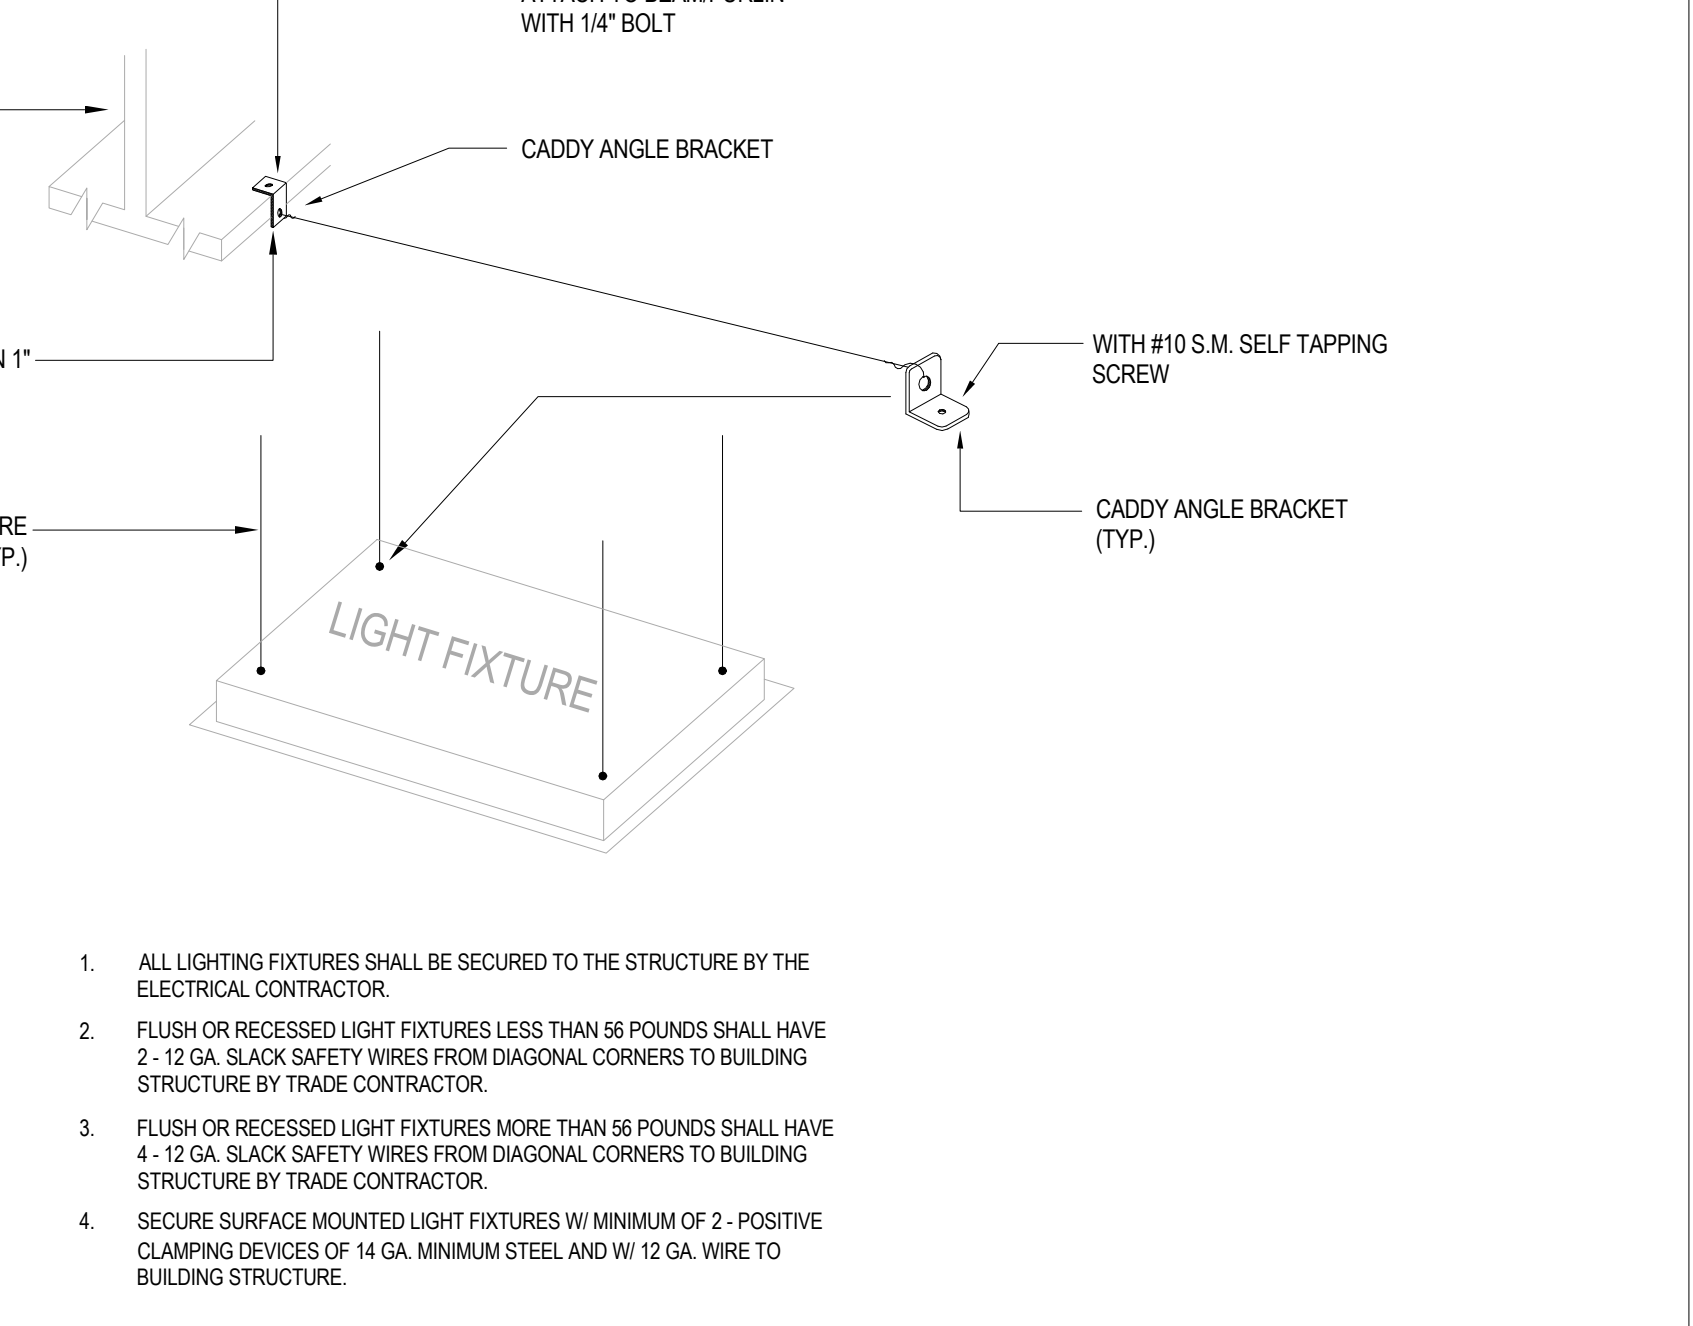 WITH 1/4" BOLT
CADDY ANGLE BRACKET
1"
WITH #10 S.M. SELF TAPPING
SCREW
CADDY ANGLE BRACKET
(TYP.)
LIGHT FIXTURE
1. ALL LIGHTING FIXTURES SHALL BE SECURED TO THE STRUCTURE BY THE
ELECTRICAL CONTRACTOR.
2. FLUSH OR RECESSED LIGHT FIXTURES LESS THAN 56 POUNDS SHALL HAVE
2 - 12 GA. SLACK SAFETY WIRES FROM DIAGONAL CORNERS TO BUILDING
STRUCTURE BY TRADE CONTRACTOR.
3. FLUSH OR RECESSED LIGHT FIXTURES MORE THAN 56 POUNDS SHALL HAVE
4 - 12 GA. SLACK SAFETY WIRES FROM DIAGONAL CORNERS TO BUILDING
STRUCTURE BY TRADE CONTRACTOR.
4. SECURE SURFACE MOUNTED LIGHT FIXTURES W/ MINIMUM OF 2 - POSITIVE
CLAMPING DEVICES OF 14 GA. MINIMUM STEEL AND W/ 12 GA. WIRE TO
BUILDING STRUCTURE.